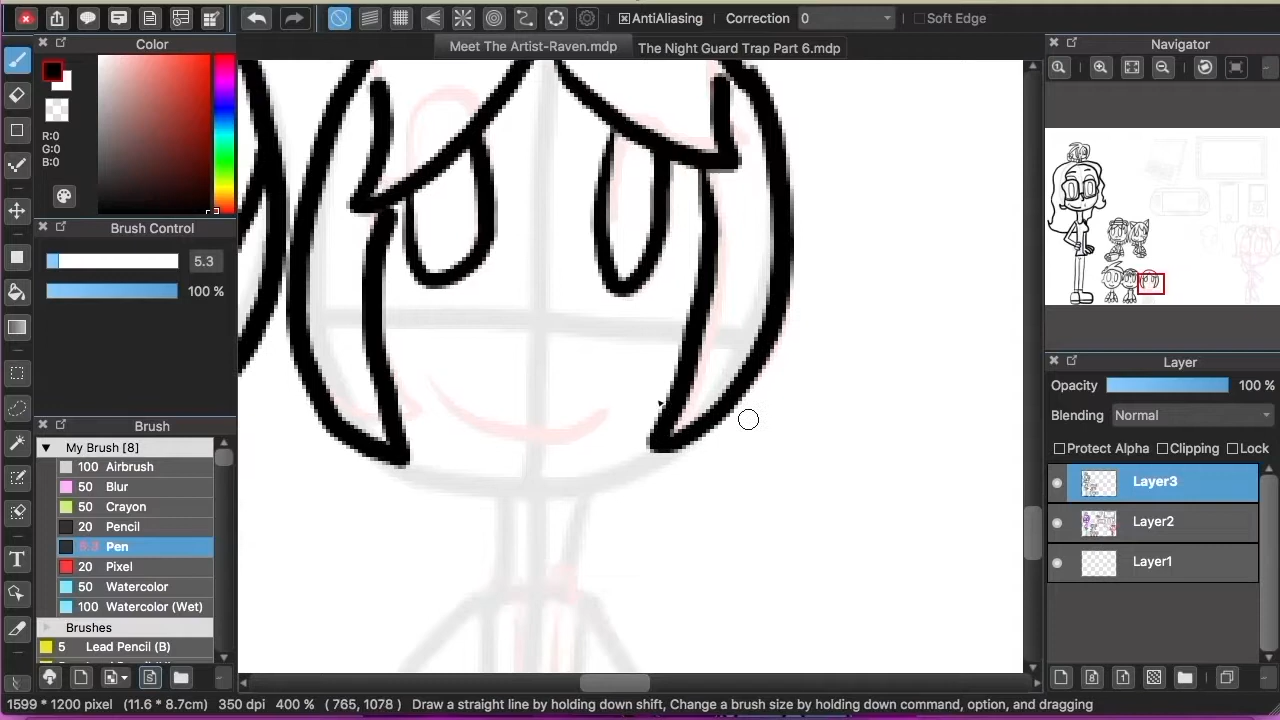 AntiAliasing Correction 0 Soft Edge
Color
Meet The Artist-Raven.mdp
The Night Guard Trap Part 6.mdp
Navigator
R:0
G:0
B:0
Brush Control
5.3
100 %
Layer
Opacity 100 %
Blending Normal
Protect Alpha Clipping Lock
Layer3
Layer2
Layer1
Brush
My Brush [8]
100 Airbrush
50 Blur
50 Crayon
20 Pencil
Pen
20 Pixel
50 Watercolor
100 Watercolor (Wet)
Brushes
5 Lead Pencil (B)
1599 * 1200 pixel (11.6 * 8.7cm) 350 dpi 400 % ( 765, 1078 ) Draw a straight line by holding down shift, Change a brush size by holding down command, option, and dragging